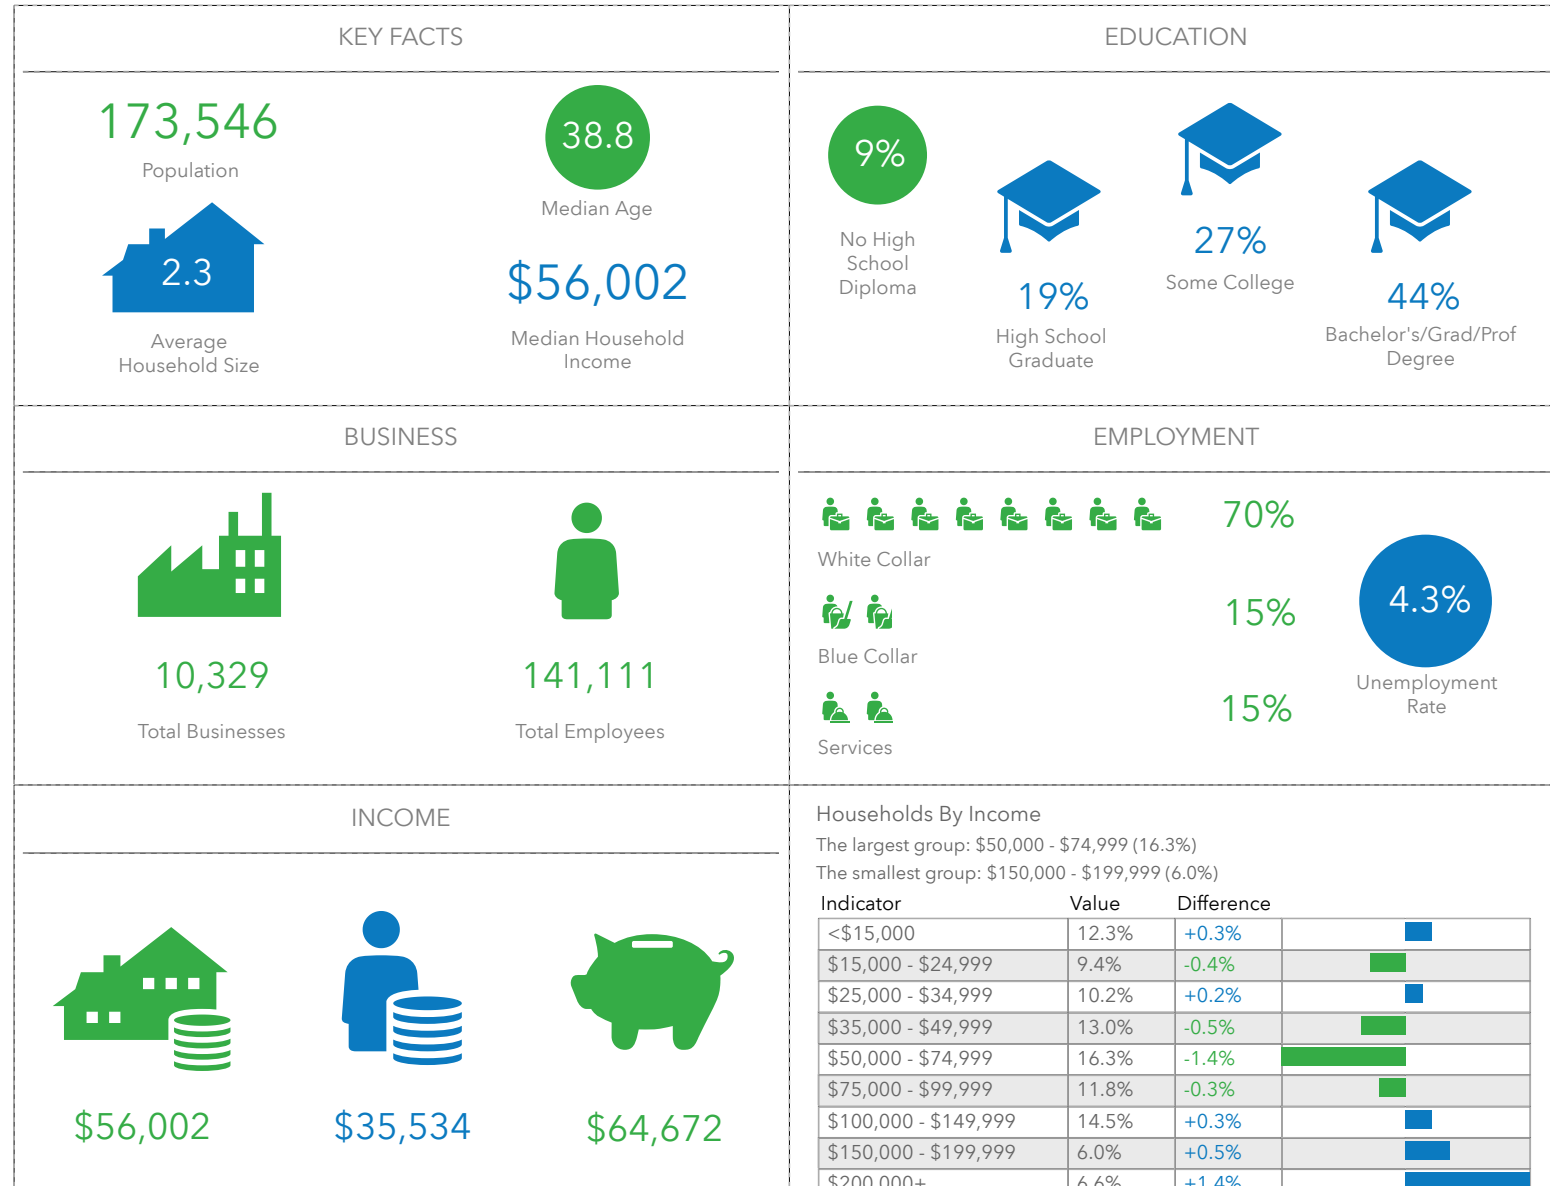 KEY FACTS
173,546
Population
38.8
Median Age
2.3
Average
Household Size
$56,002
Median Household
Income
EDUCATION
9%
No High
School
Diploma
19%
High School
Graduate
27%
Some College
44%
Bachelor's/Grad/Prof
Degree
BUSINESS
10,329
Total Businesses
141,111
Total Employees
EMPLOYMENT
70%
White Collar
15%
Blue Collar
15%
Services
4.3%
Unemployment
Rate
INCOME
$56,002
$35,534
$64,672
Households By Income
The largest group: $50,000 - $74,999 (16.3%)
The smallest group: $150,000 - $199,999 (6.0%)
Indicator Value Difference
<$15,000 12.3% +0.3%
$15,000 - $24,999 9.4% -0.4%
$25,000 - $34,999 10.2% +0.2%
$35,000 - $49,999 13.0% -0.5%
$50,000 - $74,999 16.3% -1.4%
$75,000 - $99,999 11.8% -0.3%
$100,000 - $149,999 14.5% +0.3%
$150,000 - $199,999 6.0% +0.5%
$200,000+ 6.6% +1.4%